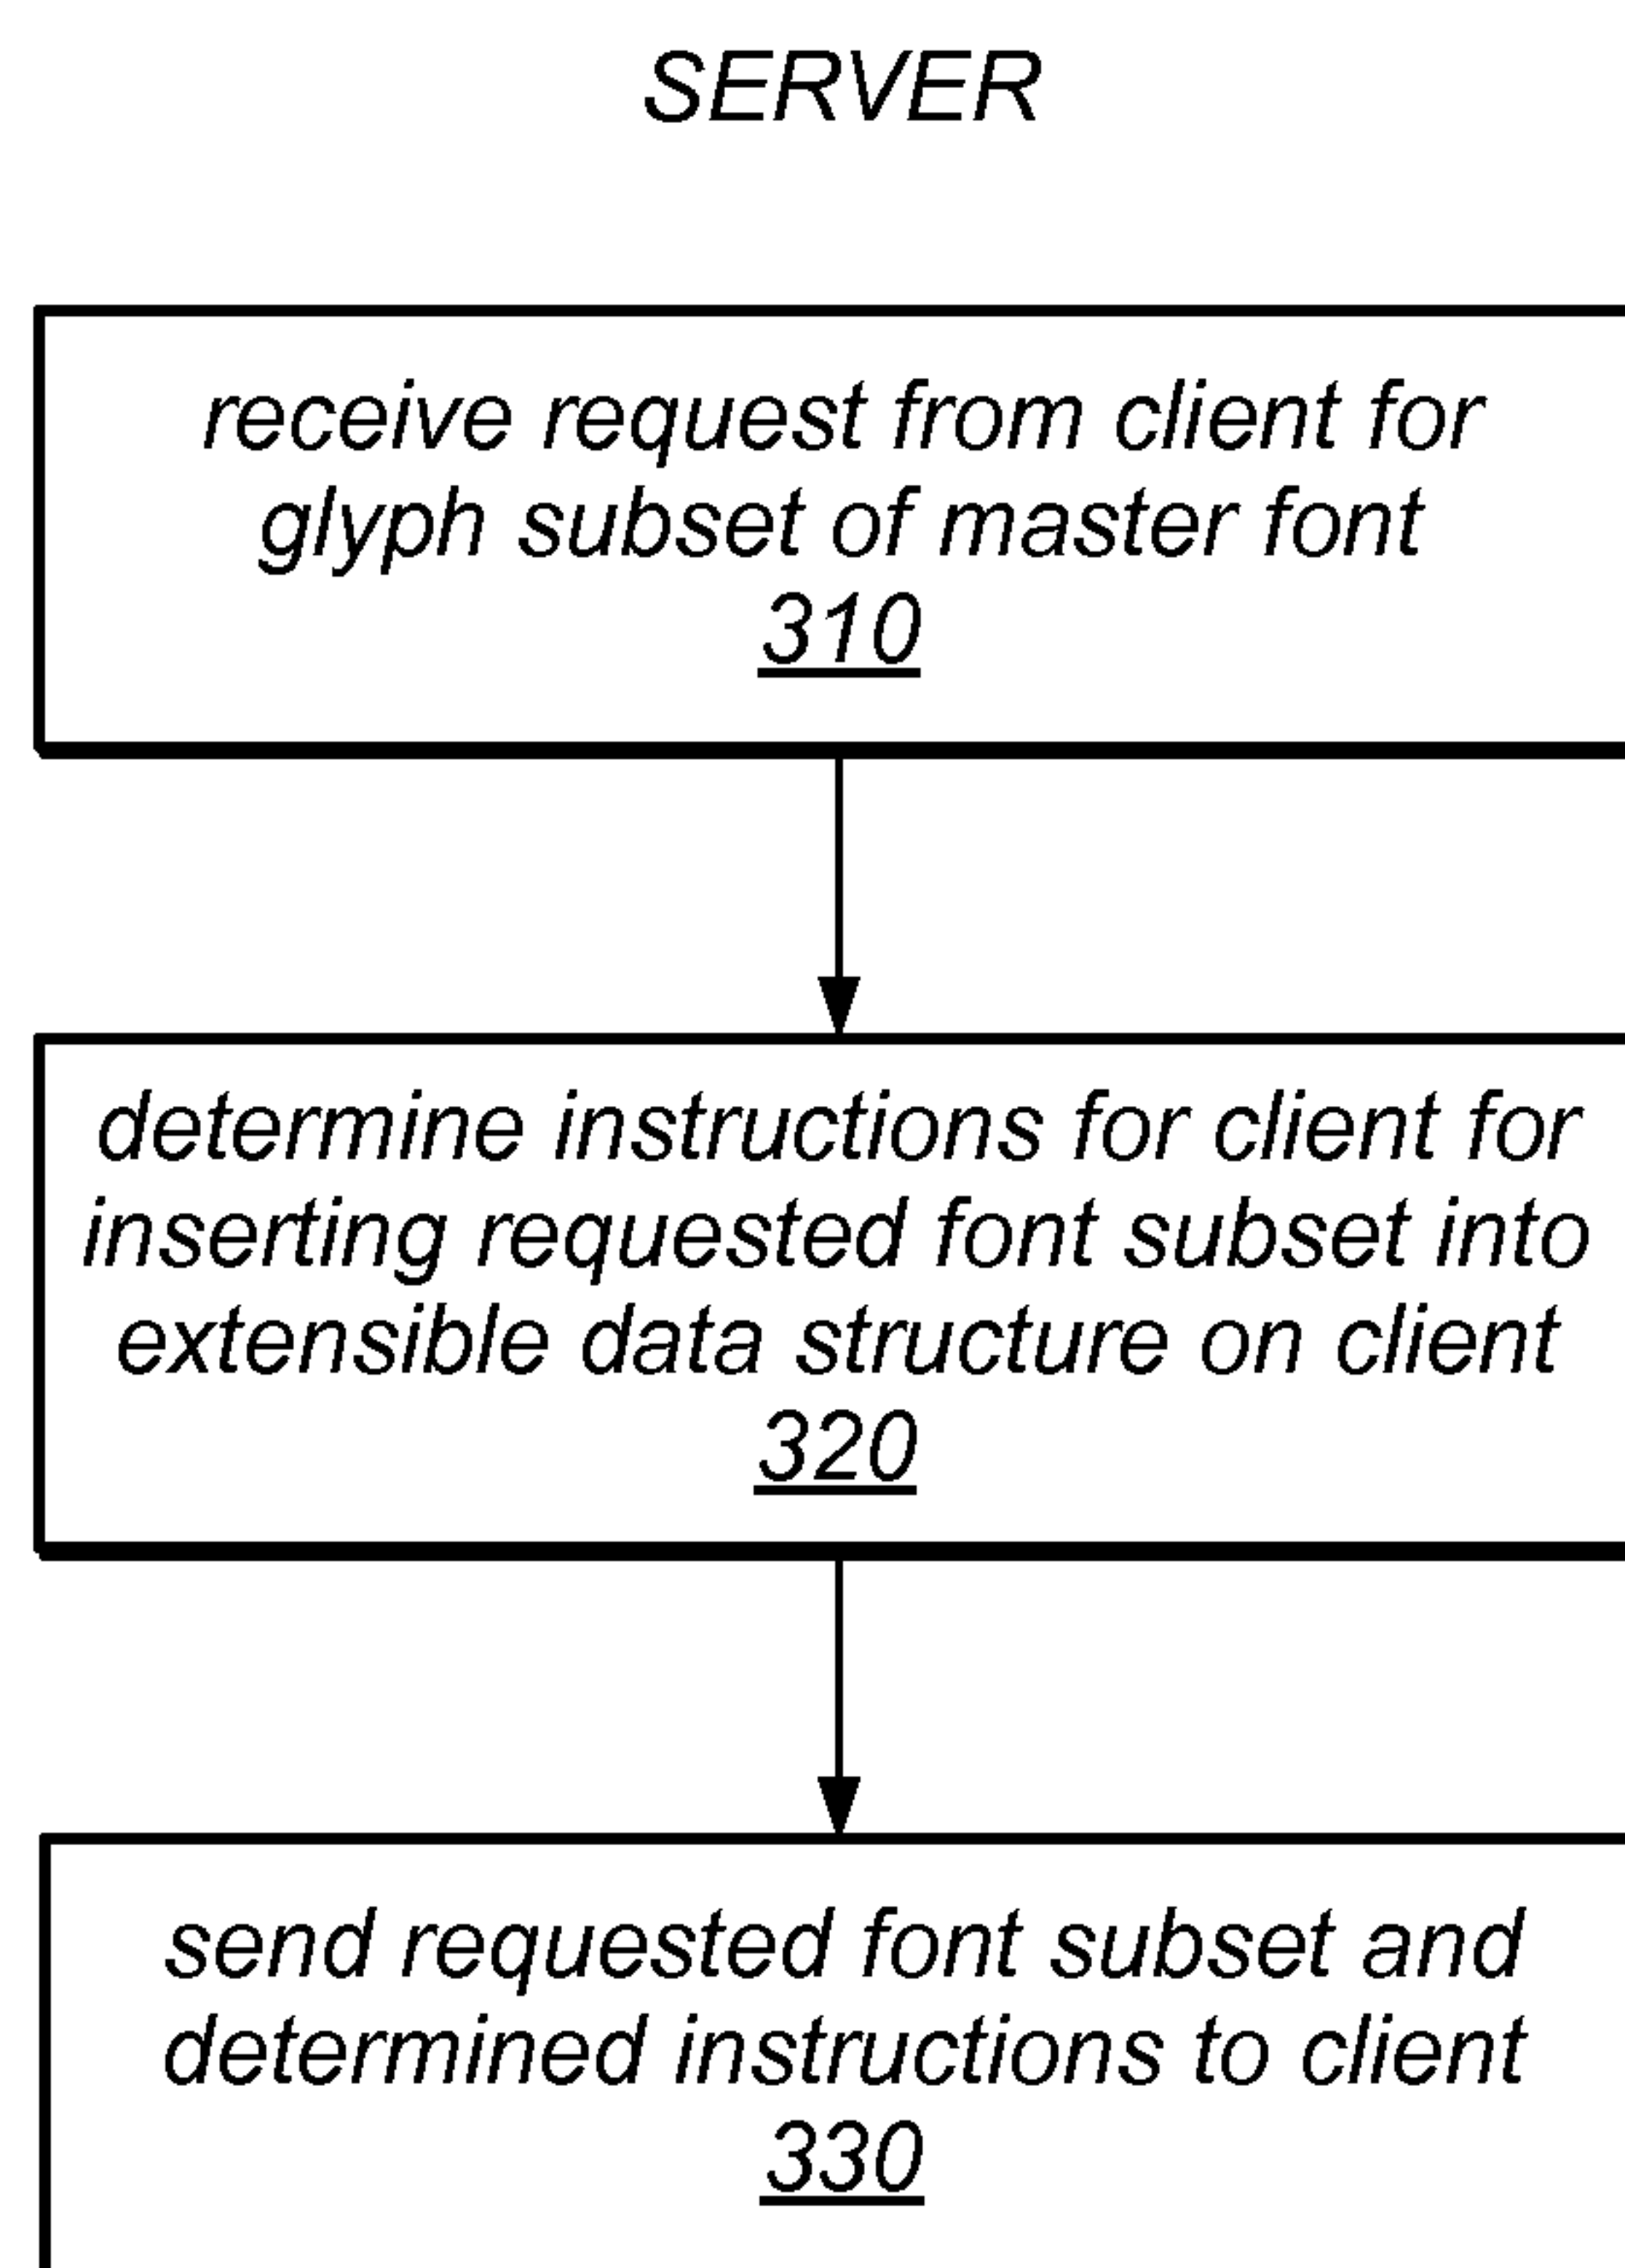 SERVER
receive request from client for
glyph subset of master font
310
determine instructions for client for
inserting requested font subset into
extensible data structure on client
320
send requested font subset and
determined instructions to client
330